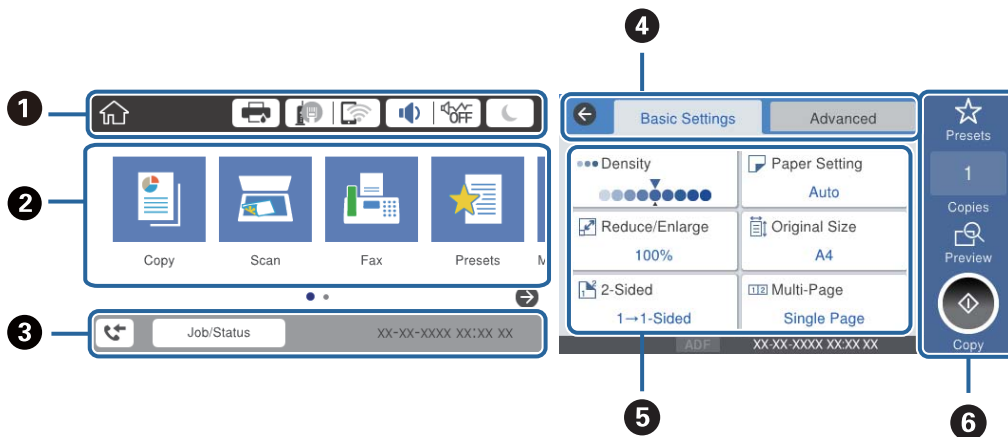 4
1
OFF
Basic Settings
Advanced
Presets
Density
Paper Setting
Auto
1
Copies
2
Reduce/Enlarge
100%
Original Size
A4
Preview
Copy
Scan
Fax
Presets
2-Sided
1→1-Sided
Multi-Page
Single Page
3
Job/Status
XX-XX-XXXX XX:XX XX
ADF
XX-XX-XXXX XX:XX XX
Copy
5
6